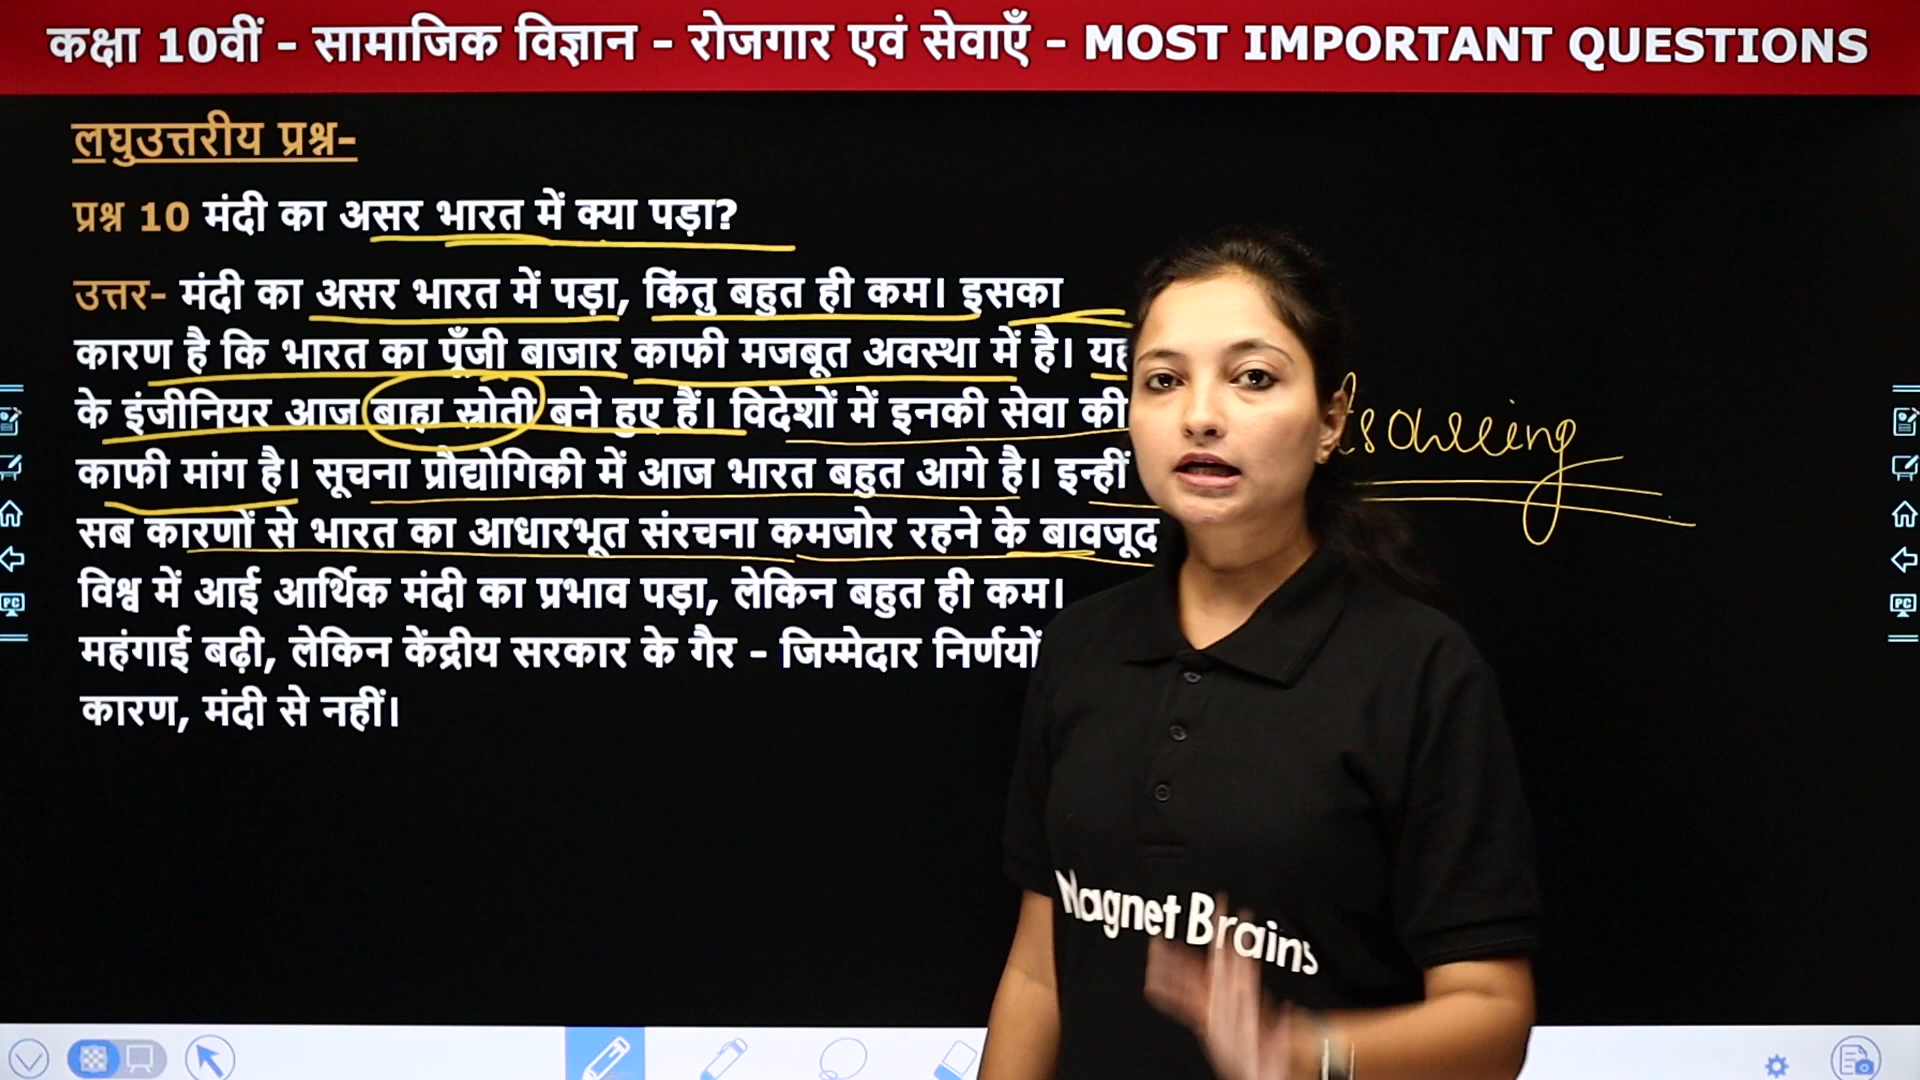 कक्षा 10वीं - सामाजिक विज्ञान - रोजगार एवं सेवाएँ - MOST IMPORTANT QUESTIONS
लघुउत्तरीय प्रश्न-
प्रश्न 10 मंदी का असर भारत में क्या पड़ा?
उत्तर- मंदी का असर भारत में पड़ा, किंतु बहुत ही कम। इसका
कारण है कि भारत का पूँजी बाजार काफी मजबूत अवस्था में है।
के इंजीनियर आज बाह्य स्रोती बने हुए हैं। विदेशों में इनकी सेवा की
काफी मांग है। सूचना प्रौद्योगिकी में आज भारत बहुत आगे है। इन्हीं
सब कारणों से भारत का आधारभूत संरचना कमजोर रहने के बावजूद
विश्व में आई आर्थिक मंदी का प्रभाव पड़ा, लेकिन बहुत ही कम।
महंगाई बढ़ी, लेकिन केंद्रीय सरकार के गैर - जिम्मेदार निर्णयों
कारण, मंदी से नहीं।
Magnet Brains
PC
PC